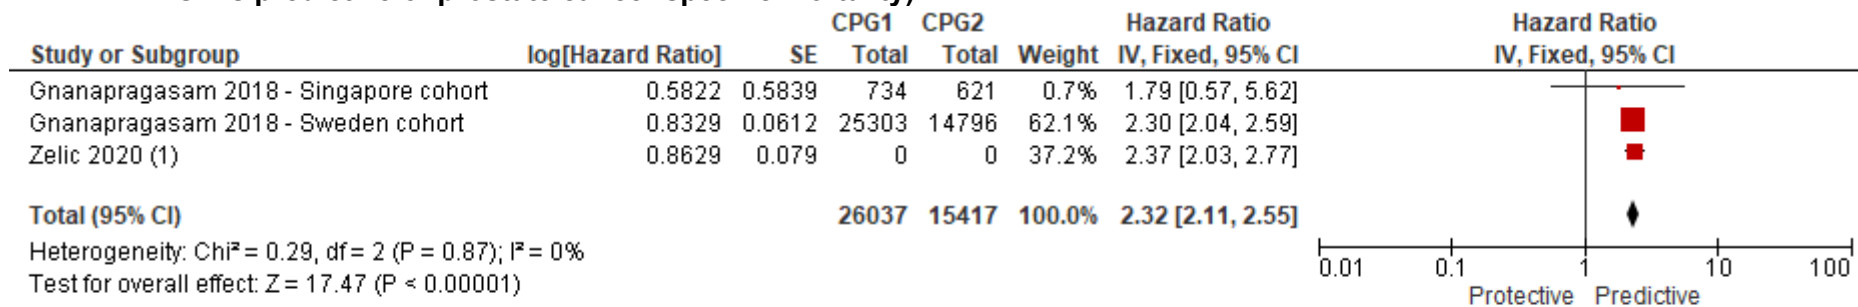 CPG1 CPG2 Hazard Ratio Hazard Ratio
Study or Subgroup log[Hazard Ratio] SE Total Total Weight IV, Fixed, 95% CI IV, Fixed, 95% CI
Gnanapragasam 2018 - Singapore cohort 0.5822 0.5839 734 621 0.7% 1.79 [0.57, 5.62]
Gnanapragasam 2018 - Sweden cohort 0.8329 0.0612 25303 14796 62.1% 2.30 [2.04, 2.59]
Zelic 2020 (1) 0.8629 0.079 0 0 37.2% 2.37 [2.03, 2.77]
Total (95% CI) 26037 15417 100.0% 2.32 [2.11, 2.55]
Heterogeneity: Chi² = 0.29, df = 2 (P = 0.87); I² = 0%
Test for overall effect: Z = 17.47 (P < 0.00001)
0.01 0.1 1 10 100
Protective Predictive